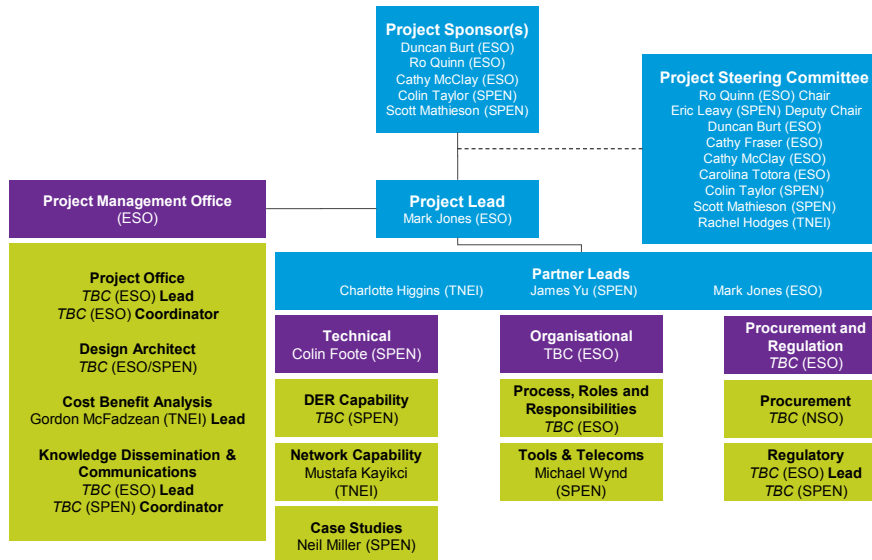 Project Sponsor(s)
Duncan Burt (ESO)
Ro Quinn (ESO)
Cathy McClay (ESO)
Colin Taylor (SPEN)
Scott Mathieson (SPEN)
Project Steering Committee
Ro Quinn (ESO) Chair
Eric Leavy (SPEN) Deputy Chair
Duncan Burt (ESO)
Cathy Fraser (ESO)
Cathy McClay (ESO)
Carolina Totora (ESO)
Colin Taylor (SPEN)
Scott Mathieson (SPEN)
Rachel Hodges (TNEI)
Project Management Office
(ESO)
Project Lead
Mark Jones (ESO)
Project Office
TBC (ESO) Lead
TBC (ESO) Coordinator
Design Architect
TBC (ESO/SPEN)
Cost Benefit Analysis
Gordon McFadzean (TNEI) Lead
Knowledge Dissemination &
Communications
TBC (ESO) Lead
TBC (SPEN) Coordinator
Partner Leads
Charlotte Higgins (TNEI) James Yu (SPEN) Mark Jones (ESO)
Technical
Colin Foote (SPEN)
DER Capability
TBC (SPEN)
Network Capability
Mustafa Kayikci
(TNEI)
Case Studies
Neil Miller (SPEN)
Organisational
TBC (ESO)
Process, Roles and
Responsibilities
TBC (ESO)
Tools & Telecoms
Michael Wynd
(SPEN)
Procurement and
Regulation
TBC (ESO)
Procurement
TBC (NSO)
Regulatory
TBC (ESO) Lead
TBC (SPEN)